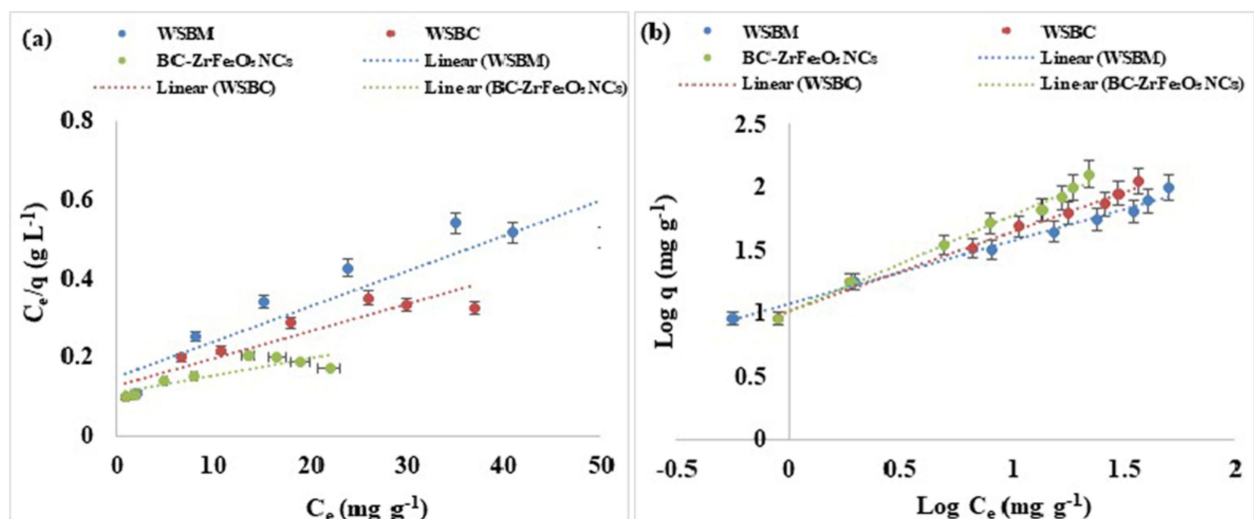 (a)
WSBM
WSBC
BC-ZrFe₂O₅ NCs
Linear (WSBM)
Linear (WSBC)
Linear (BC-ZrFe₂O₅ NCs)
0.8
0.6
0.4
0.2
0
Cₑ/q (g L⁻¹)
0 10 20 30 40 50
Cₑ (mg g⁻¹)
(b)
WSBM
WSBC
BC-ZrFe₂O₅ NCs
Linear (WSBM)
Linear (WSBC)
Linear (BC-ZrFe₂O₅ NCs)
2.5
2
1.5
1
0.5
0
Log q (mg g⁻¹)
-0.5 0 0.5 1 1.5 2
Log Cₑ (mg g⁻¹)